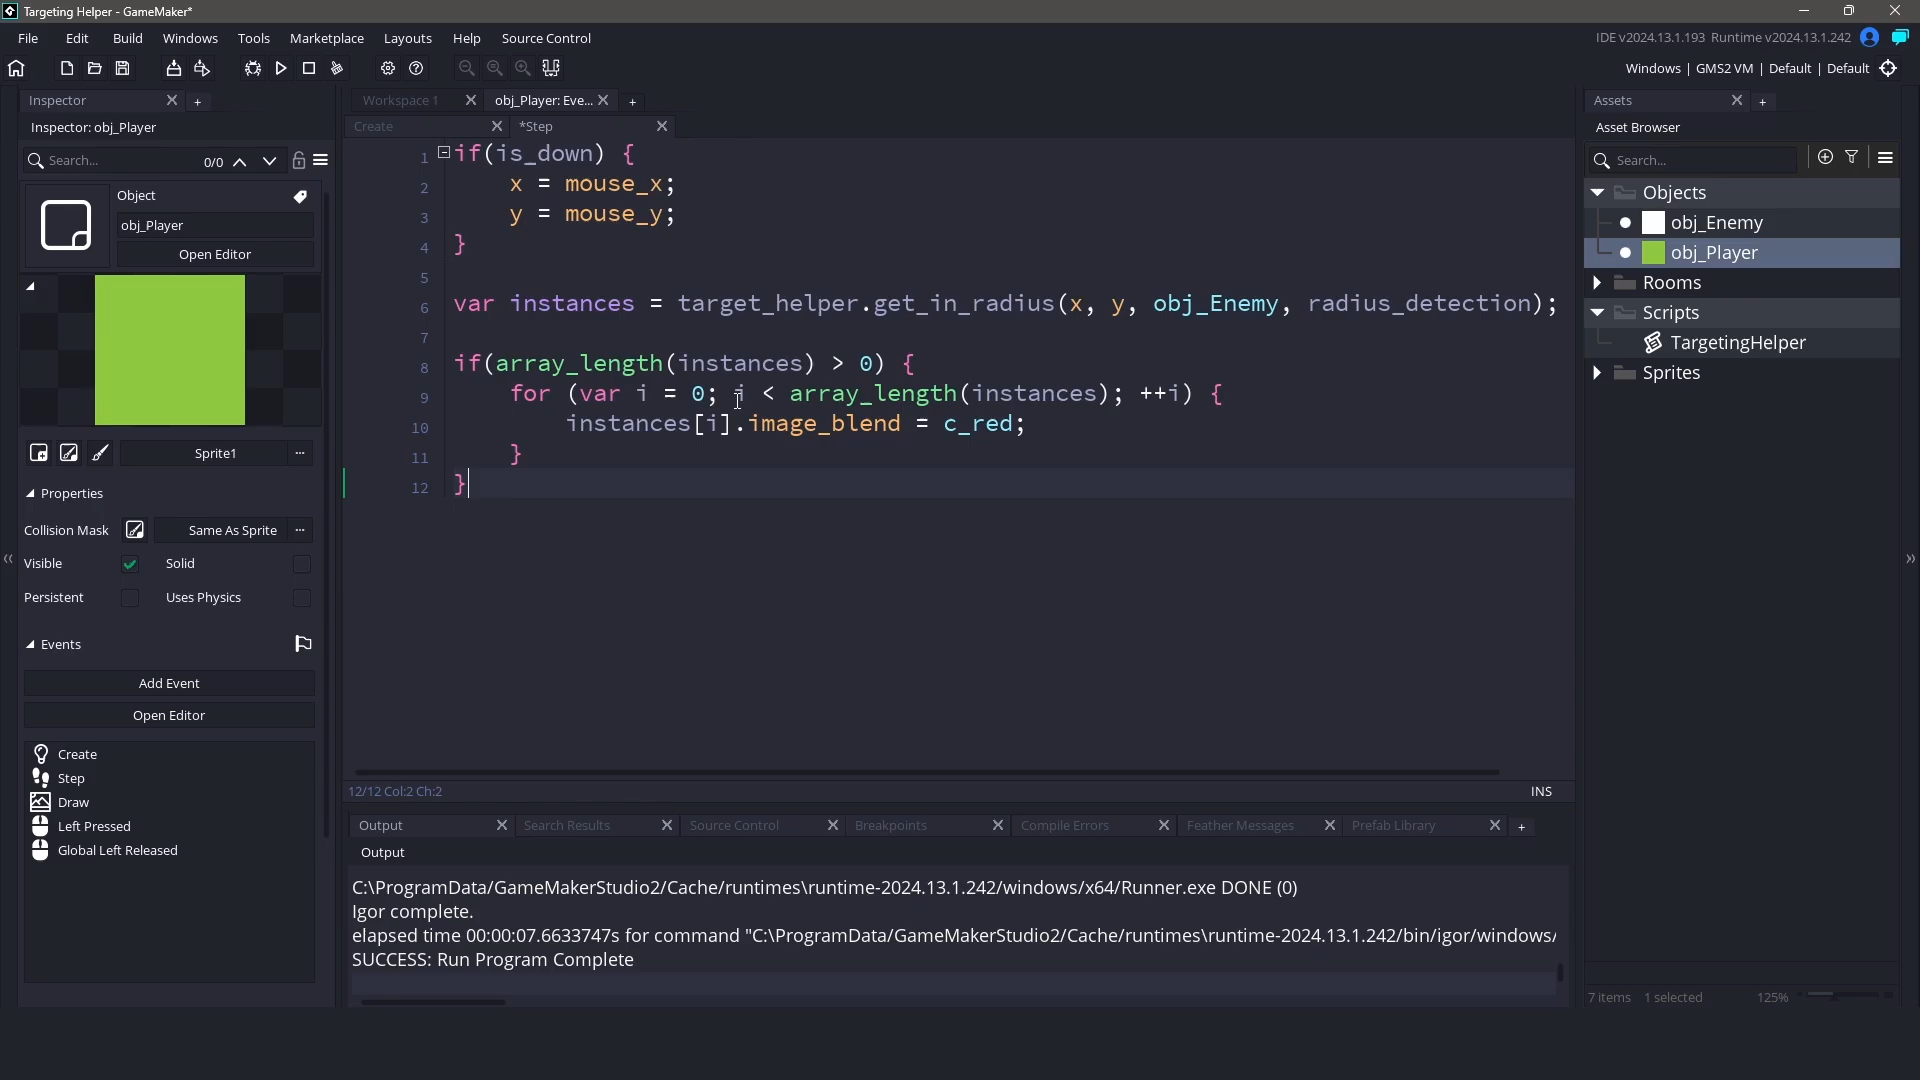 Targeting Helper - GameMaker*
File Edit Build Windows Tools Marketplace Layouts Help Source Control
IDE v2024.13.1.193 Runtime v2024.13.1.242
Windows | GMS2 VM | Default | Default
Inspector
Inspector: obj_Player
Search...
0/0
Object
obj_Player
Open Editor
Sprite1
Properties
Collision Mask
Same As Sprite
Visible
Solid
Persistent
Uses Physics
Events
Add Event
Open Editor
Create
Step
Draw
Left Pressed
Global Left Released
Workspace 1
obj_Player: Eve...
Create
*Step
1 if(is_down) {
2 x = mouse_x;
3 y = mouse_y;
4 }
5
6 var instances = target_helper.get_in_radius(x, y, obj_Enemy, radius_detection);
7
8 if(array_length(instances) > 0) {
9 for (var i = 0; i < array_length(instances); ++i) {
10 instances[i].image_blend = c_red;
11 }
12 }
12/12 Col:2 Ch:2
INS
Output
Search Results
Source Control
Breakpoints
Compile Errors
Feather Messages
Prefab Library
Output
C:\ProgramData/GameMakerStudio2/Cache/runtimes\runtime-2024.13.1.242/windows/x64/Runner.exe DONE (0)
Igor complete.
elapsed time 00:00:07.6633747s for command "C:\ProgramData/GameMakerStudio2/Cache/runtimes\runtime-2024.13.1.242/bin/igor/windows/
SUCCESS: Run Program Complete
Assets
Asset Browser
Search...
Objects
obj_Enemy
obj_Player
Rooms
Scripts
TargetingHelper
Sprites
7 items 1 selected 125%